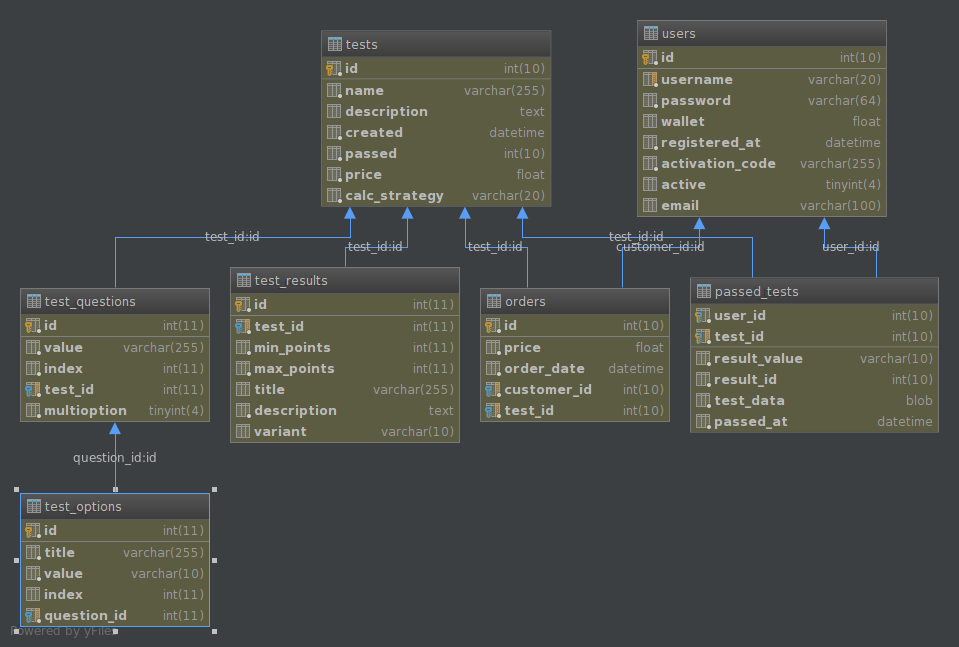 tests
id int(10)
name varchar(255)
description text
created datetime
passed int(10)
price float
calc_strategy varchar(20)
users
id int(10)
username varchar(20)
password varchar(64)
wallet float
registered_at datetime
activation_code varchar(255)
active tinyint(4)
email varchar(100)
test_id:id
test_id:id
test_id:id
test_id:id
customer_id:id
user_id:id
test_questions
id int(11)
value varchar(255)
index int(11)
test_id int(11)
multioption tinyint(4)
test_results
id int(11)
test_id int(11)
min_points int(11)
max_points int(11)
title varchar(255)
description text
variant varchar(10)
orders
id int(10)
price float
order_date datetime
customer_id int(10)
test_id int(10)
passed_tests
user_id int(10)
test_id int(10)
result_value varchar(10)
result_id int(10)
test_data blob
passed_at datetime
question_id:id
test_options
id int(11)
title varchar(255)
value varchar(10)
index int(11)
question_id int(11)
Powered by yFiles